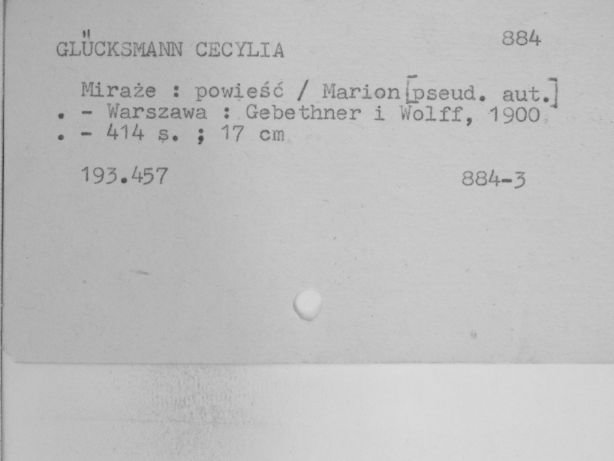 884
GLÜCKSMANN CECYLIA
Miraże : powieść / Marion[pseud. aut.]
. - Warszawa : Gebethner i Wolff, 1900.
. - 414 s. ; 17 cm
193.457 884-3